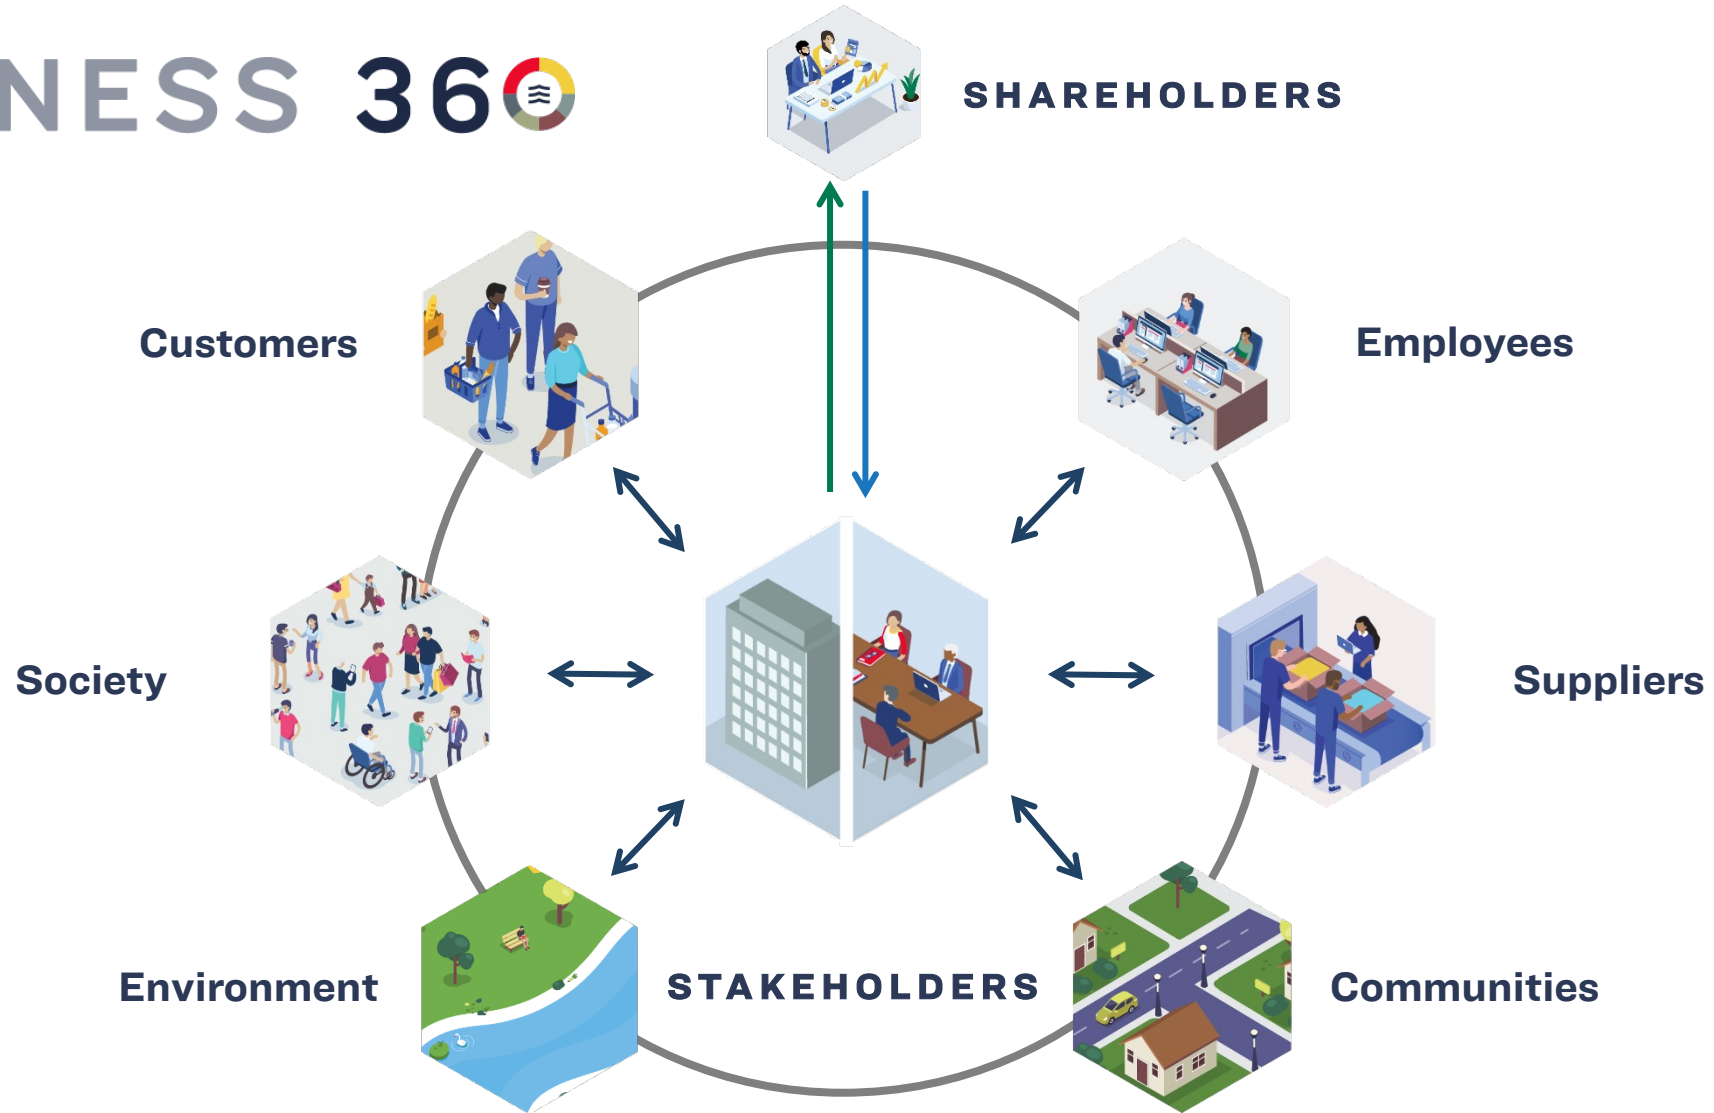 NESS 360
SHAREHOLDERS
Customers
Employees
Society
Suppliers
Environment
STAKEHOLDERS
Communities